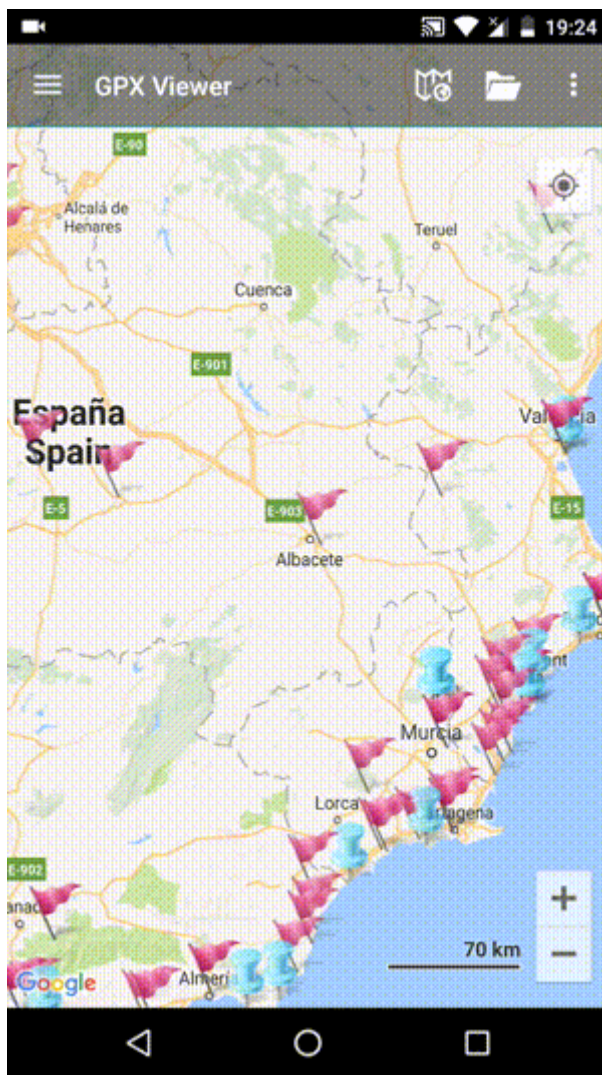 19:24
GPX Viewer
E-90
Alcalá de
Henares
Teruel
Cuenca
E-901
España
Spain
E-5
E-903
E-15
Albacete
Murcia
Lorca
E-902
70 km
Google